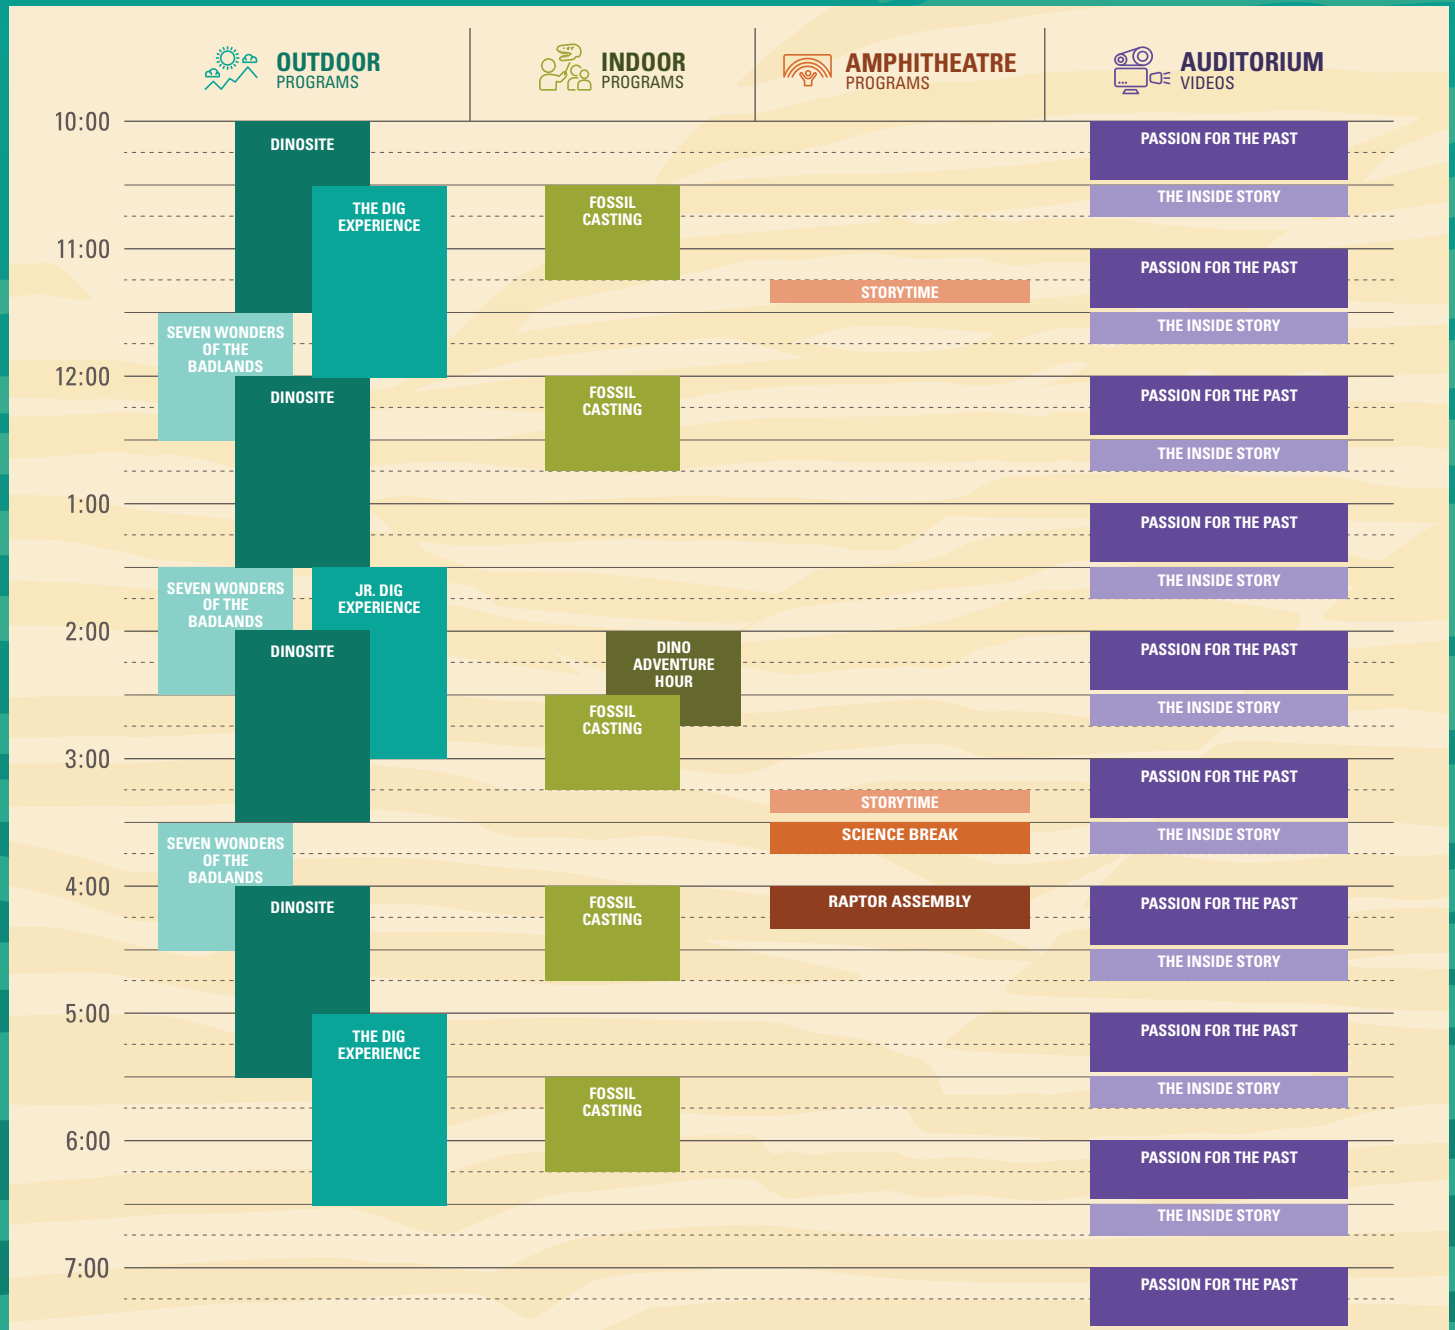 OUTDOOR
PROGRAMS
INDOOR
PROGRAMS
AMPHITHEATRE
PROGRAMS
AUDITORIUM
VIDEOS
10:00
DINOSITE
PASSION FOR THE PAST
THE DIG
EXPERIENCE
FOSSIL
CASTING
THE INSIDE STORY
11:00
PASSION FOR THE PAST
STORYTIME
SEVEN WONDERS
OF THE
BADLANDS
THE INSIDE STORY
12:00
DINOSITE
FOSSIL
CASTING
PASSION FOR THE PAST
THE INSIDE STORY
1:00
PASSION FOR THE PAST
SEVEN WONDERS
OF THE
BADLANDS
JR. DIG
EXPERIENCE
THE INSIDE STORY
2:00
DINOSITE
DINO
ADVENTURE
HOUR
PASSION FOR THE PAST
FOSSIL
CASTING
THE INSIDE STORY
3:00
PASSION FOR THE PAST
STORYTIME
SEVEN WONDERS
OF THE
BADLANDS
SCIENCE BREAK
THE INSIDE STORY
4:00
DINOSITE
FOSSIL
CASTING
RAPTOR ASSEMBLY
PASSION FOR THE PAST
THE INSIDE STORY
5:00
THE DIG
EXPERIENCE
PASSION FOR THE PAST
FOSSIL
CASTING
THE INSIDE STORY
6:00
PASSION FOR THE PAST
THE INSIDE STORY
7:00
PASSION FOR THE PAST